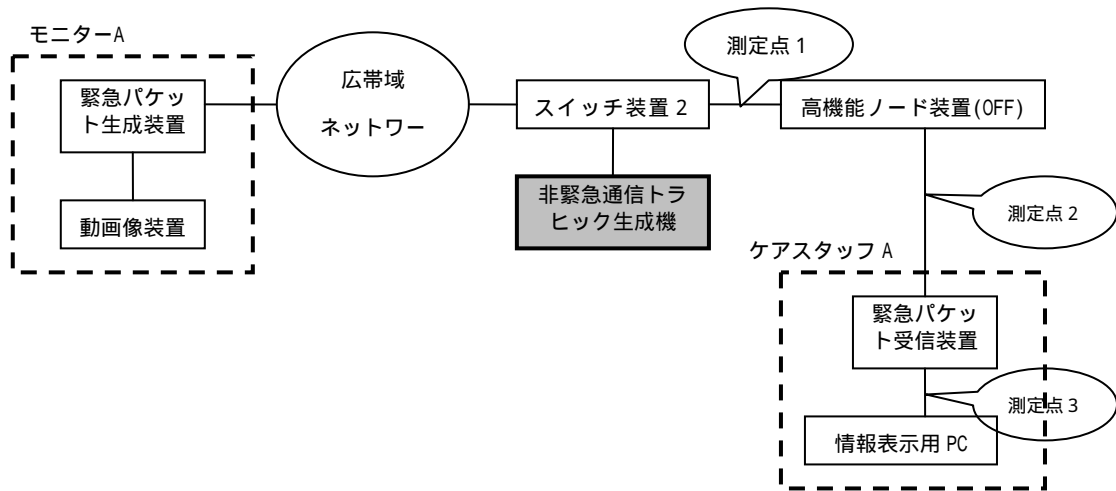 モニターA
緊急パケッ
ト生成装置
動画像装置
広帯域
ネットワー
スイッチ装置 2
非緊急通信トラ
ヒック生成機
測定点 1
高機能ノード装置(OFF)
測定点 2
ケアスタッフ A
緊急パケッ
ト受信装置
測定点 3
情報表示用 PC